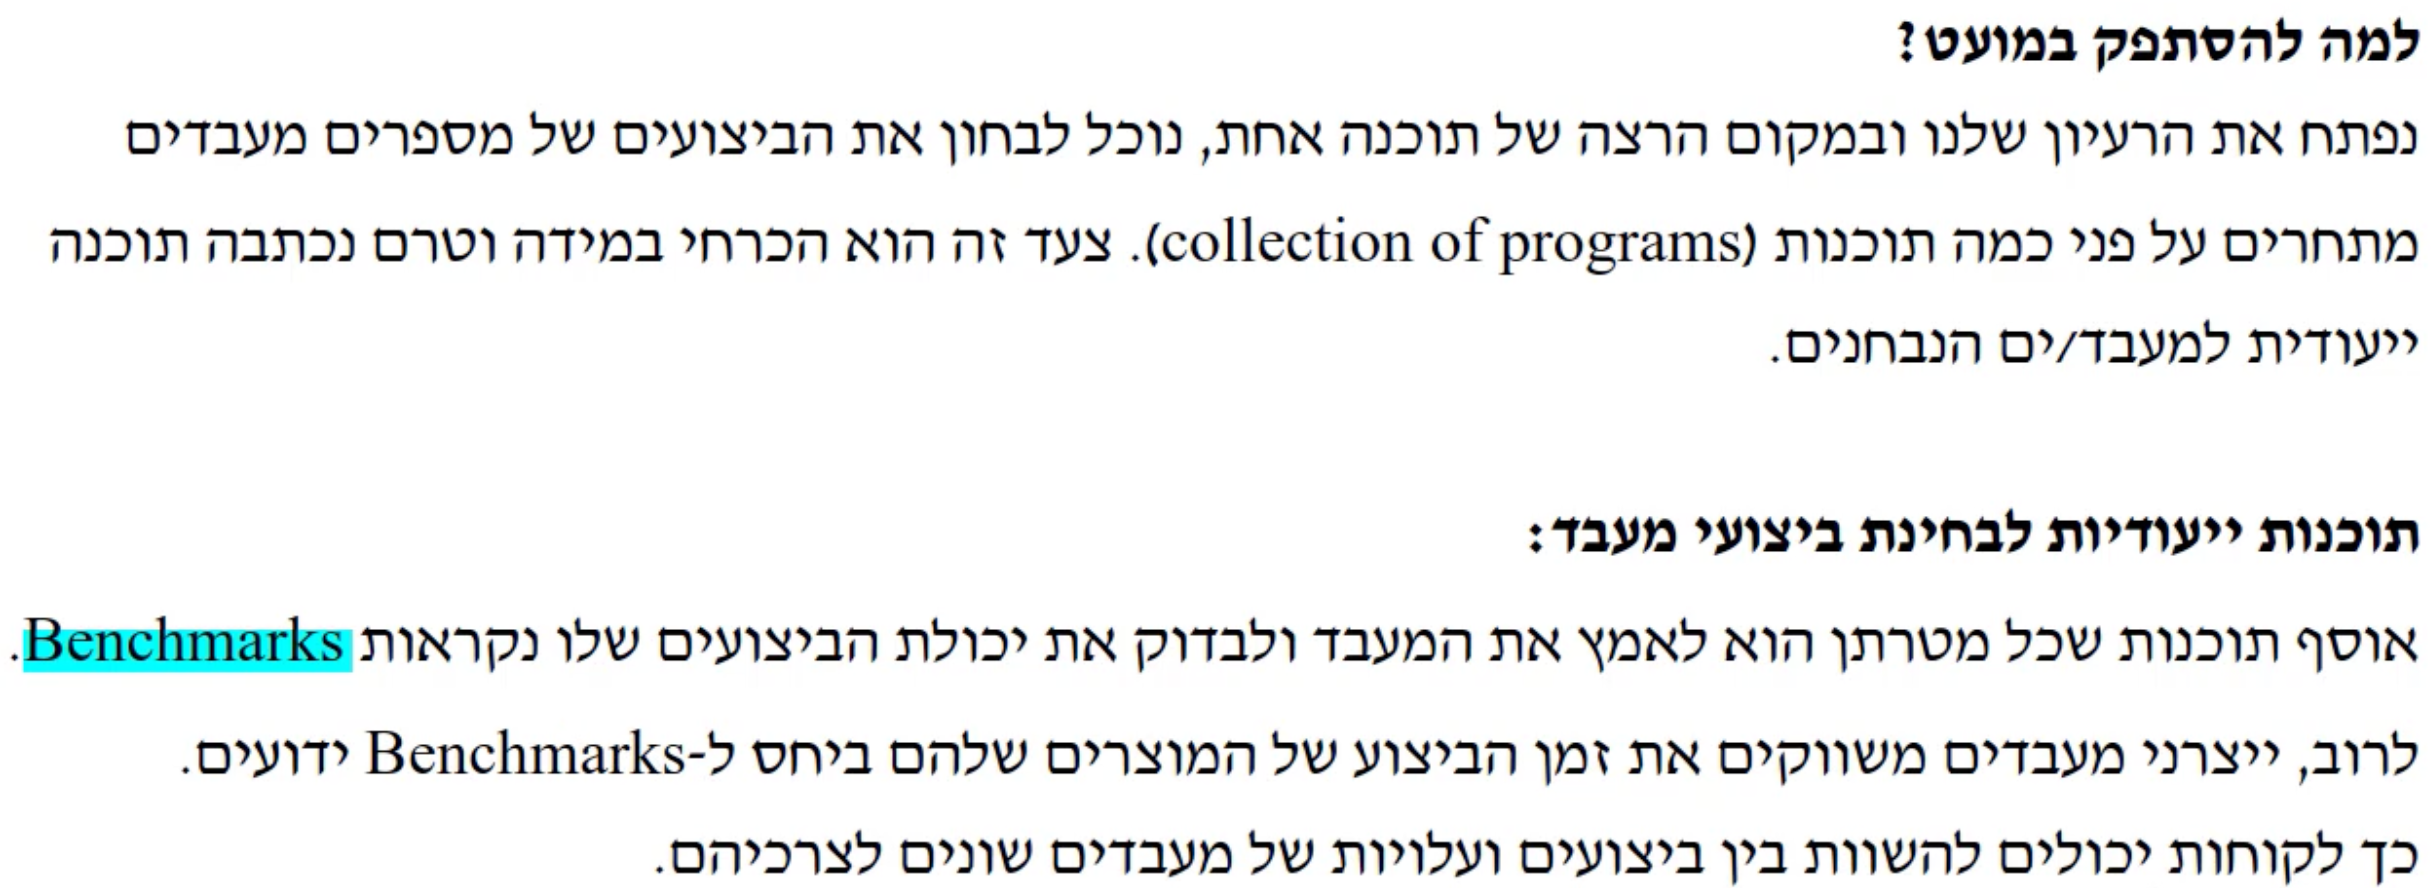 למה להסתפק במועט?
נפתח את הרעיון שלנו ובמקום הרצה של תוכנה אחת, נוכל לבחון את הביצועים של מספרים מעבדים
מתחרים על פני כמה תוכנות (collection of programs). צעד זה הוא הכרחי במידה וטרם נכתבה תוכנה
ייעודית למעבד/ים הנבחנים.
תוכנות ייעודיות לבחינת ביצועי מעבד:
אוסף תוכנות שכל מטרתן הוא לאמץ את המעבד ולבדוק את יכולת הביצועים שלו נקראות Benchmarks.
לרוב, ייצרני מעבדים משווקים את זמן הביצוע של המוצרים שלהם ביחס ל-Benchmarks ידועים.
כך לקוחות יכולים להשוות בין ביצועים ועלויות של מעבדים שונים לצרכיהם.